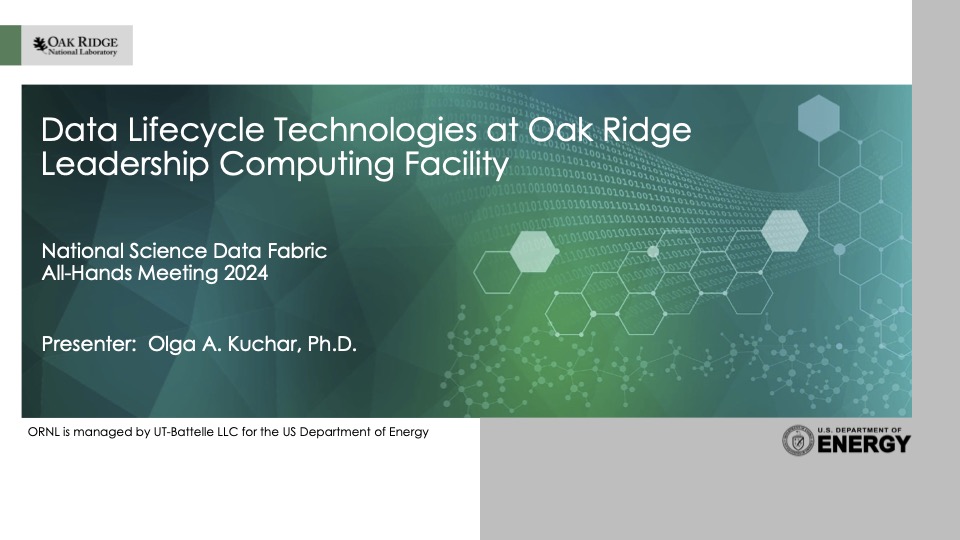 OAK RIDGE
National Laboratory
Data Lifecycle Technologies at Oak Ridge
Leadership Computing Facility
National Science Data Fabric
All-Hands Meeting 2024
Presenter: Olga A. Kuchar, Ph.D.
ORNL is managed by UT-Battelle LLC for the US Department of Energy
U.S. DEPARTMENT OF
ENERGY